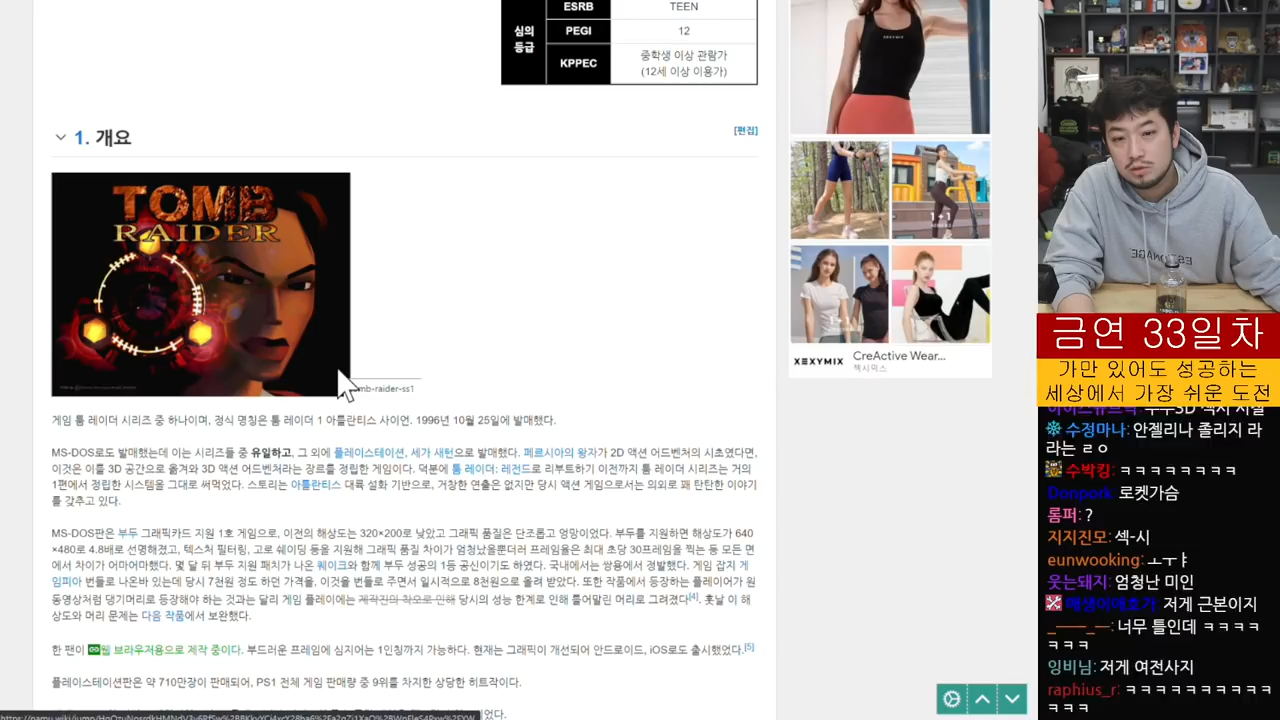 ESRB
TEEN
심의
등급
PEGI
12
KPPEC
중학생 이상 관람가
(12세 이상 이용가)
1. 개요
[편집]
TOMB
RAIDER
mb-raider-ss1
게임 툼 레이더 시리즈 중 하나이며, 정식 명칭은 툼 레이더 1 아틀란티스 사이언. 1996년 10월 25일에 발매했다.
MS-DOS로도 발매했는데 이는 시리즈들 중 유일하고, 그 외에 플레이스테이션, 세가 새턴으로 발매했다. 페르시아의 왕자가 2D 액션 어드벤처의 시초였다면,
이것은 이를 3D 공간으로 옮겨와 3D 액션 어드벤처라는 장르를 정립한 게임이다. 덕분에 툼 레이더: 레전드로 리부트하기 이전까지 툼 레이더 시리즈는 거의
1편에서 정립한 시스템을 그대로 써먹었다. 스토리는 아틀란티스 대륙 설화 기반으로, 거창한 연출은 없지만 당시 액션 게임으로서는 의외로 꽤 탄탄한 이야기
를 갖추고 있다.
MS-DOS판은 부두 그래픽카드 지원 1호 게임으로, 이전의 해상도는 320×200로 낮았고 그래픽 품질은 단조롭고 엉망이었다. 부두를 지원하면 해상도가 640
×480로 4.8배로 선명해졌고, 텍스처 필터링, 고로 쉐이딩 등을 지원해 그래픽 품질 차이가 엄청났을뿐더러 프레임율은 최대 초당 30프레임을 찍는 등 모든 면
에서 차이가 어마어마했다. 몇 달 뒤 부두 지원 패치가 나온 퀘이크와 함께 부두 성공의 1등 공신이기도 하였다. 국내에서는 쌍용에서 정발했다. 게임 잡지 게
임피아 번들로 나온바 있는데 당시 7천원 정도 하던 가격을, 이것을 번들로 주면서 일시적으로 8천원으로 올려 받았다. 또한 작품에서 등장하는 플레이어가 원
동영상처럼 댕기머리로 등장해야 하는 것과는 달리 게임 플레이에는 제작진의 착오로 인해 당시의 성능 한계로 인해 틀어말린 머리로 그려졌다[4]. 훗날 이 해
상도와 머리 문제는 다음 작품에서 보완했다.
한 팬이 웹 브라우저용으로 제작 중이다. 부드러운 프레임에 심지어는 1인칭까지 가능하다. 현재는 그래픽이 개선되어 안드로이드, iOS로도 출시했었다.[5]
플레이스테이션판은 약 710만장이 판매되어, PS1 전체 게임 판매량 중 9위를 차지한 상당한 히트작이다.
었다.
1+1
1+1
XEXYMIX
CreActive Wear...
젝시믹스
금연 33일차
가만 있어도 성공하는
세상에서 가장 쉬운 도전
수정마나: 안젤리나 졸리지 라
라는 ㄹㅇ
수박킹: ㅋㅋㅋㅋㅋㅋㅋㅋ
Donpork: 로켓가슴
롬퍼: ?
지지진모: 섹-시
eunwooking: ㅗㅜㅑ
웃는돼지: 엄청난 미인
저게 근본이지
_——_—: 너무 틀인데 ㅋㅋㅋㅋ
ㅋㅋㅋ
잉비님: 저게 여전사지
raphius_r: ㅋㅋㅋㅋㅋㅋㅋㅋㅋㅋ
ㅋㅋㅋ